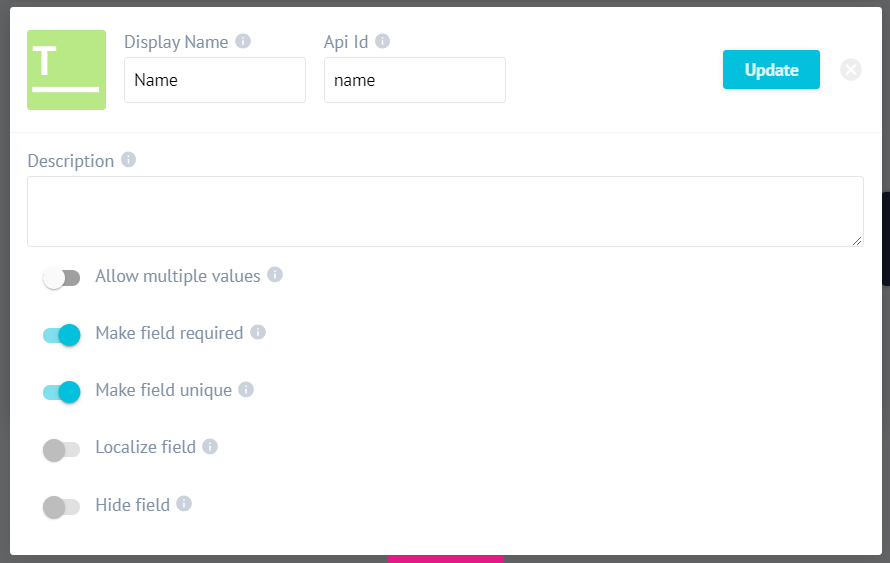 T
Display Name
Api Id
Name
name
Update
Description
Allow multiple values
Make field required
Make field unique
Localize field
Hide field